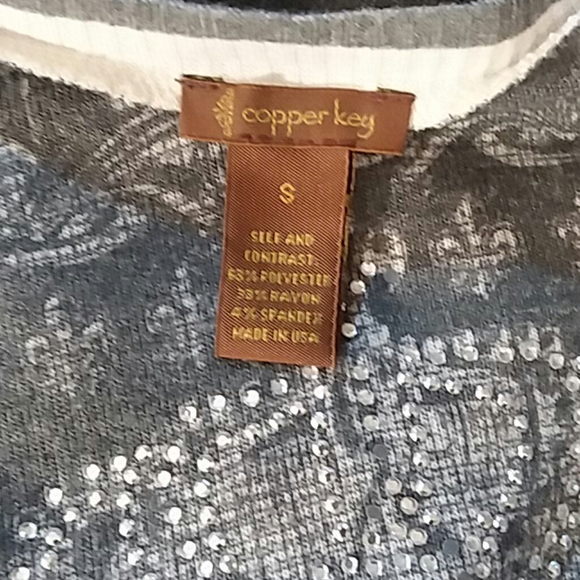 copper key
S
SELF AND
CONTRAST:
63% POLYESTER
33% RAYON
4% SPANDEX
MADE IN USA